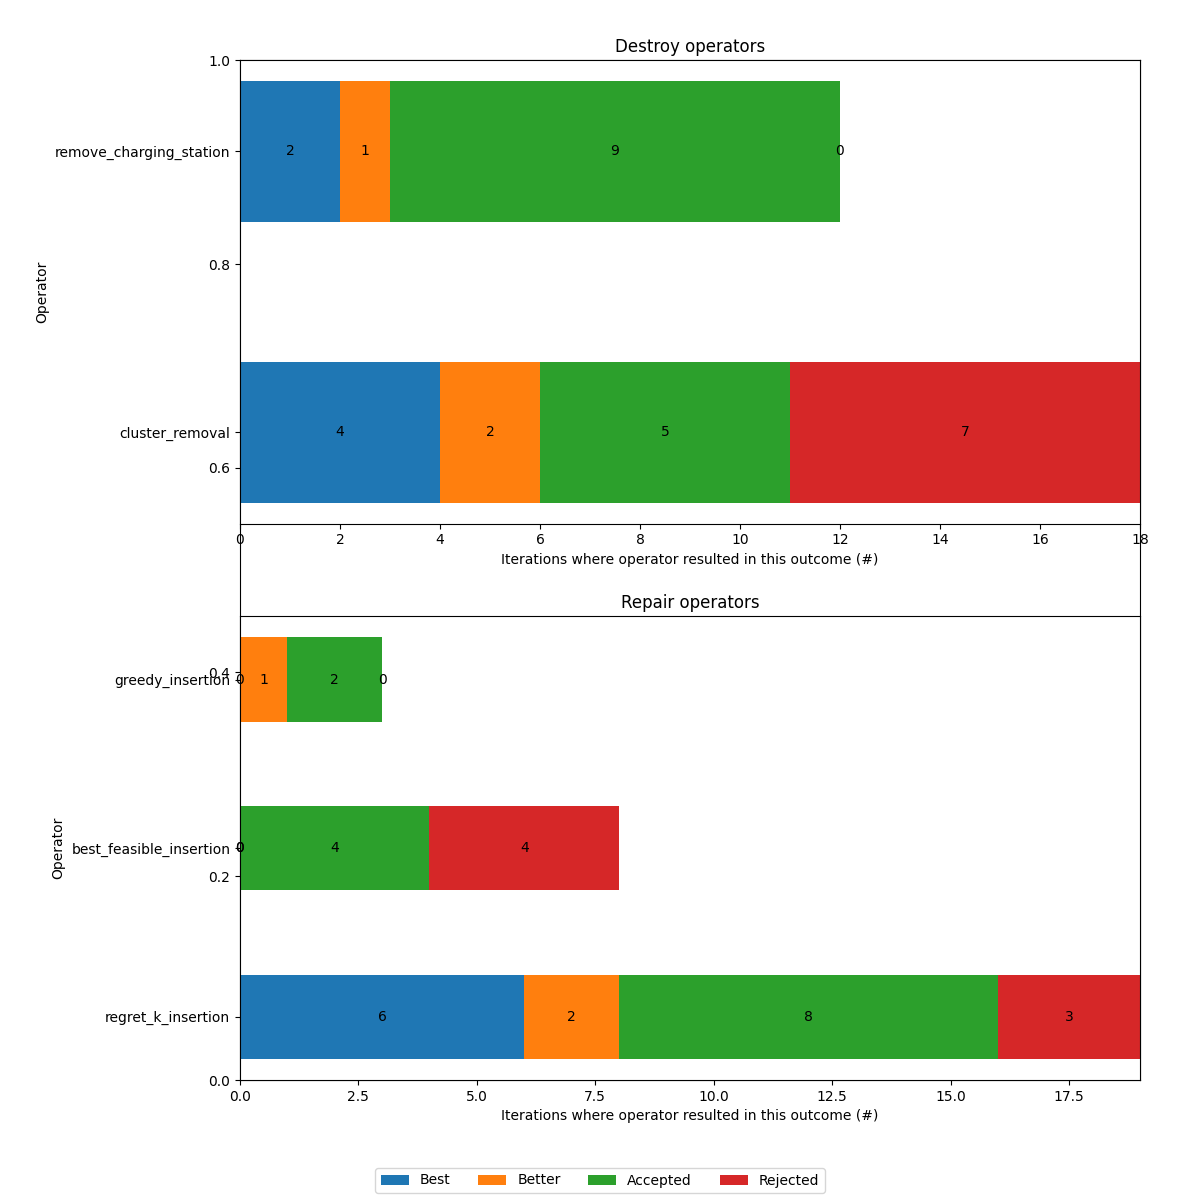 Destroy operators
1.0
remove_charging_station 2 1 9 0
0.8
Operator
cluster_removal 4 2 5 7
0.6
0 2 4 6 8 10 12 14 16 18
Iterations where operator resulted in this outcome (#)
Repair operators
0.4
greedy_insertion 0 1 2 0
best_feasible_insertion 0 0 4 4
Operator
0.2
regret_k_insertion 6 2 8 3
0.0
0.0 2.5 5.0 7.5 10.0 12.5 15.0 17.5
Iterations where operator resulted in this outcome (#)
Best Better Accepted Rejected